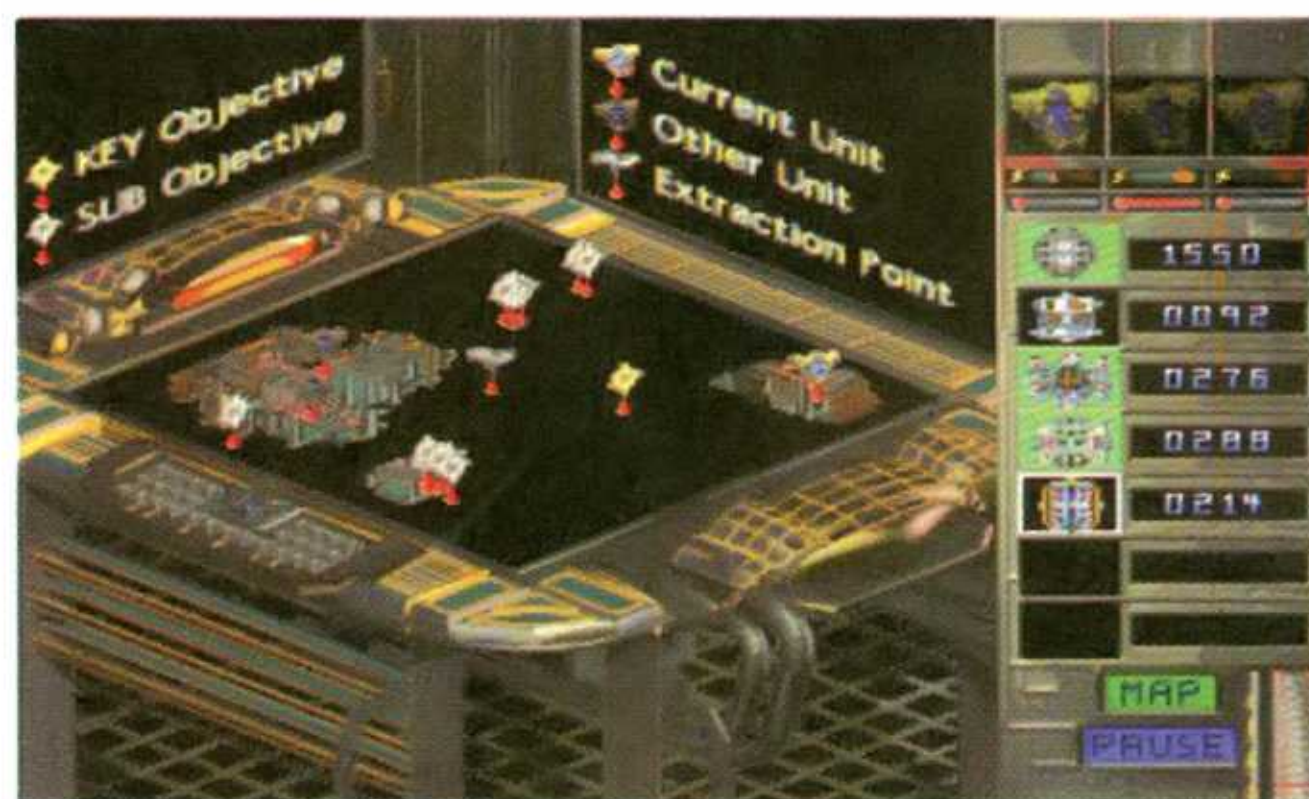 KEY Objective
SUB Objective
Current Unit
Other Unit
Extraction Point
1550
0092
0276
0288
0214
MAP
PAUSE